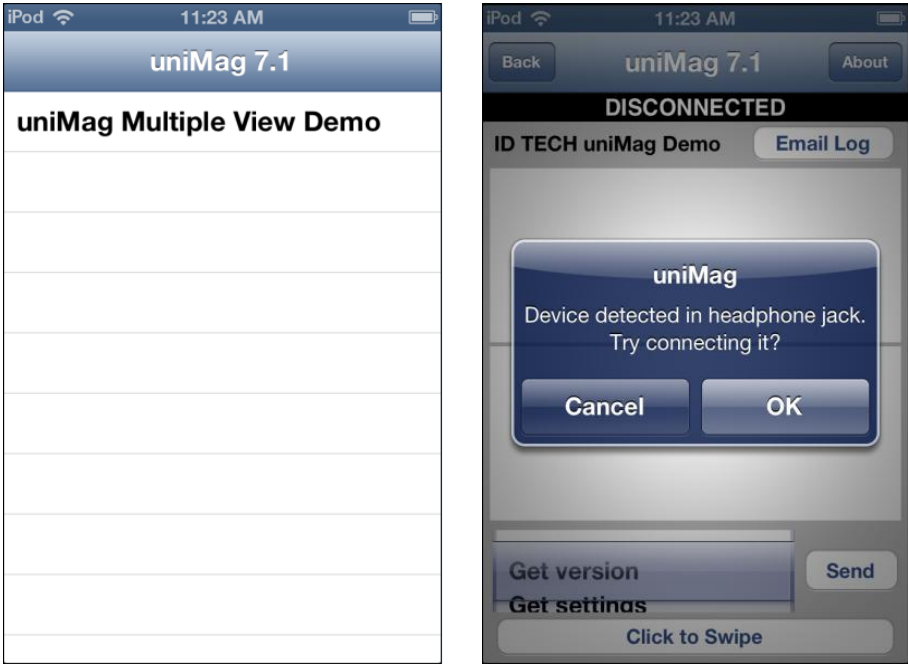 iPod 11:23 AM
uniMag 7.1
uniMag Multiple View Demo
iPod 11:23 AM
Back uniMag 7.1 About
DISCONNECTED
ID TECH uniMag Demo Email Log
uniMag
Device detected in headphone jack.
Try connecting it?
Cancel OK
Get version Send
Get settings
Click to Swipe